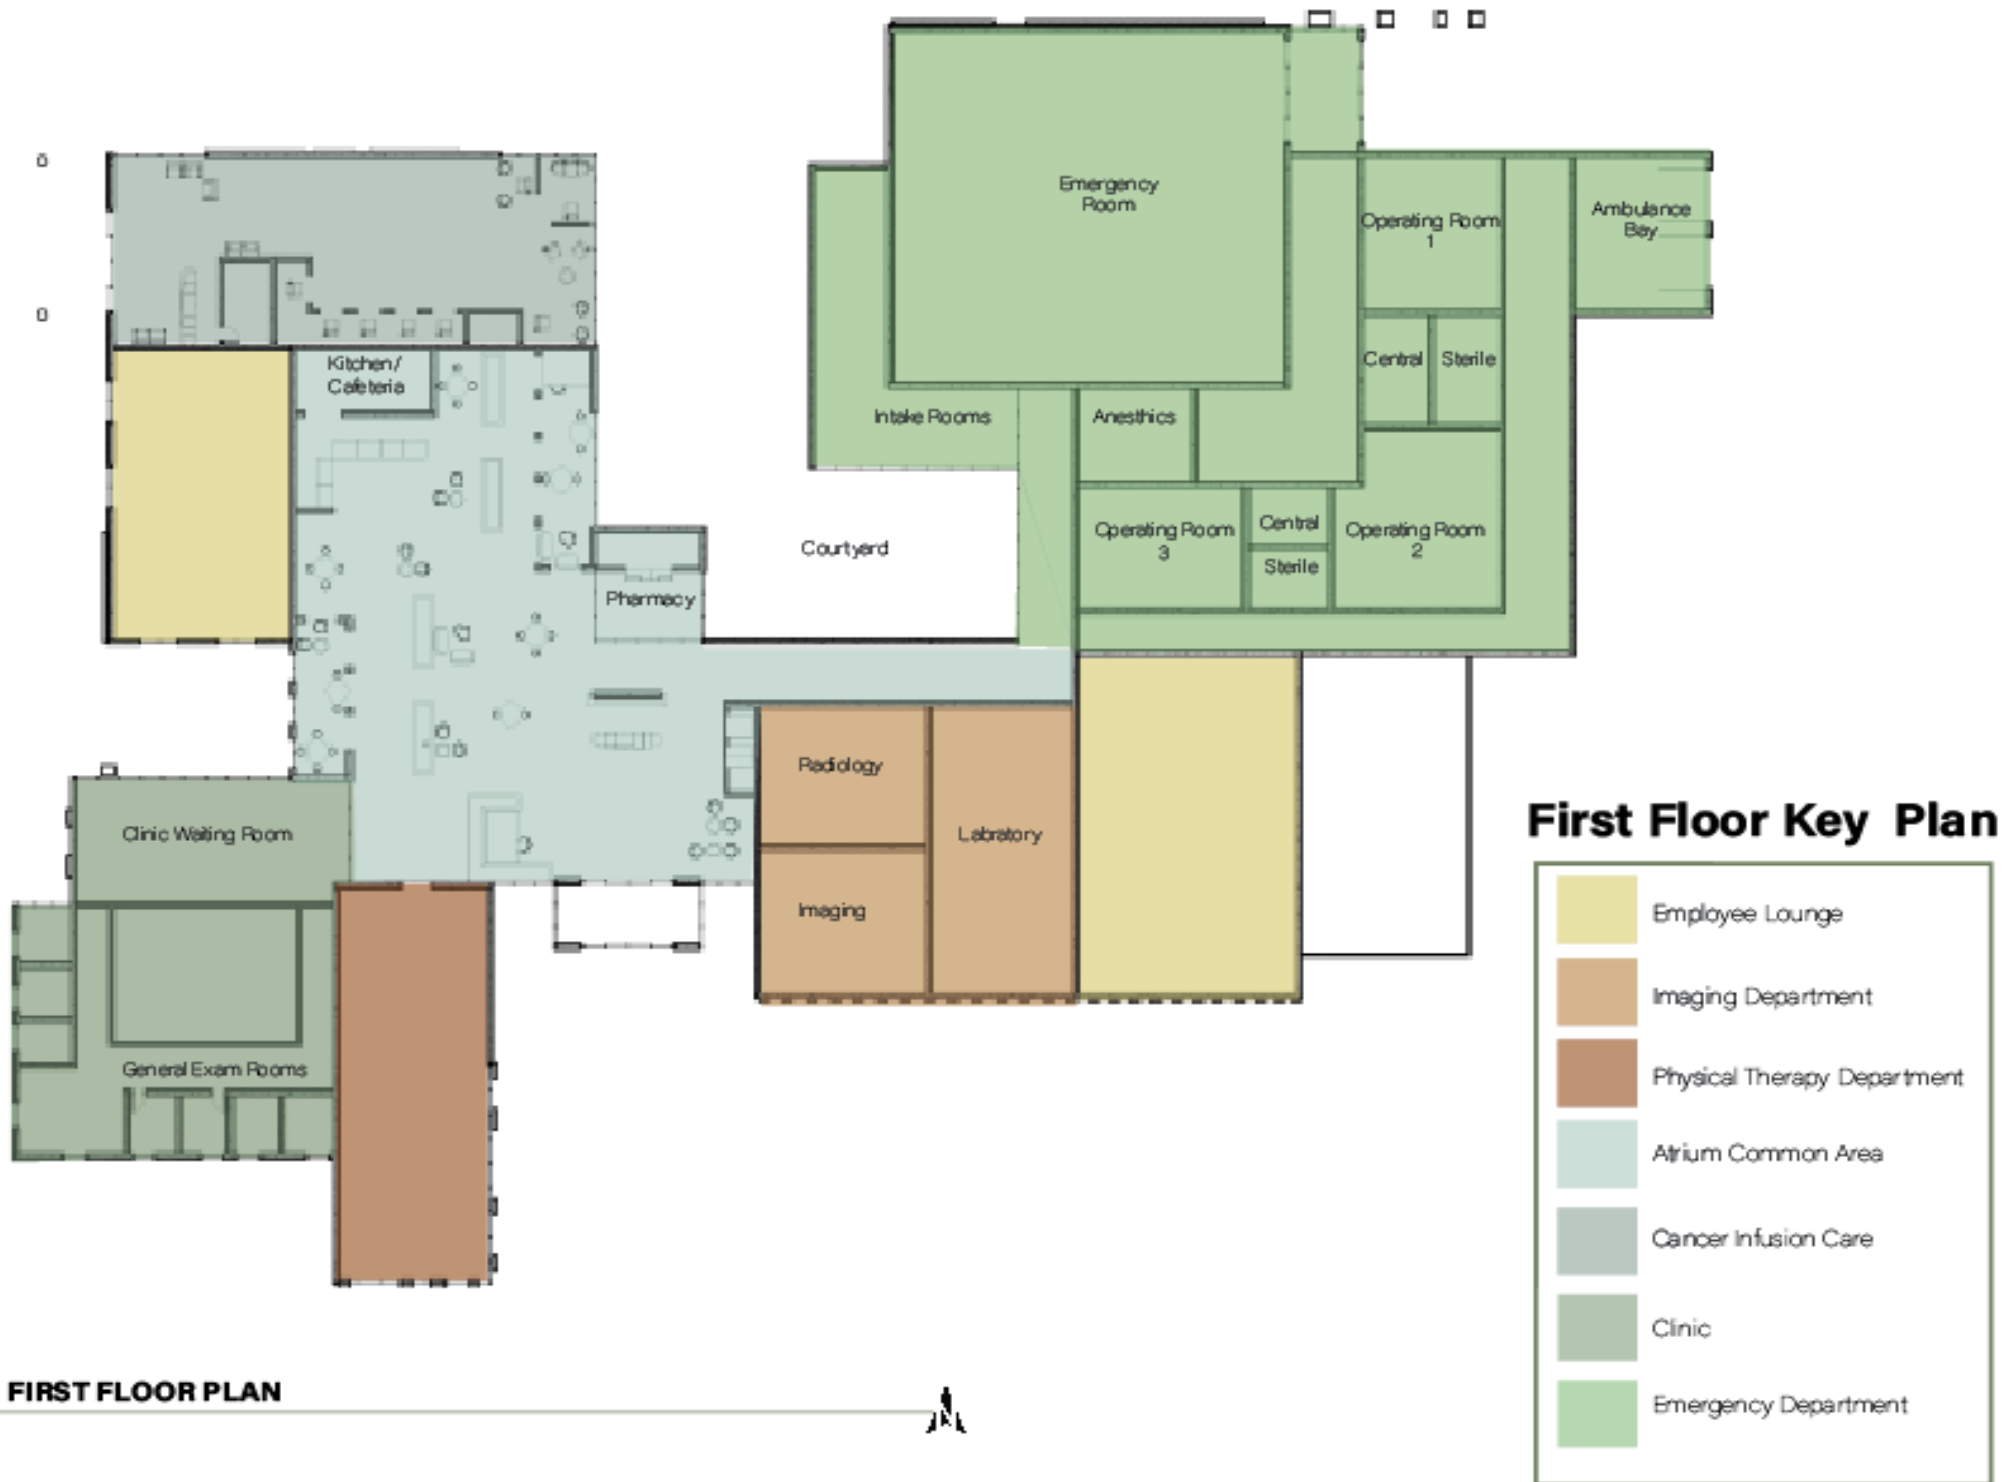 Emergency
Room
Operating Room
1
Ambulance
Bay
Kitchen/
Cafeteria
Central
Sterile
Intake Rooms
Anesthics
Operating Room
3
Central
Sterile
Operating Room
2
Courtyard
Pharmacy
Radiology
Labratory
Imaging
Clinic Waiting Room
General Exam Rooms
First Floor Key Plan
Employee Lounge
Imaging Department
Physical Therapy Department
Atrium Common Area
Cancer Infusion Care
Clinic
Emergency Department
FIRST FLOOR PLAN
N